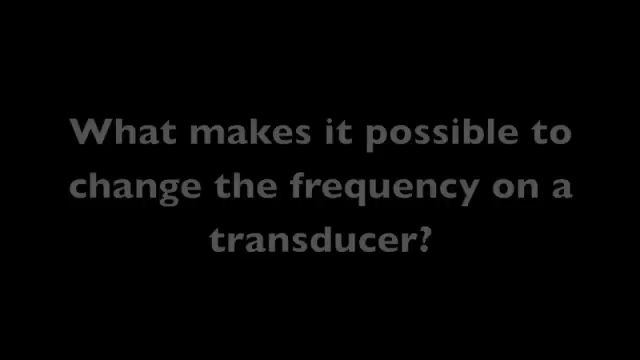 What makes it possible to
change the frequency on a
transducer?